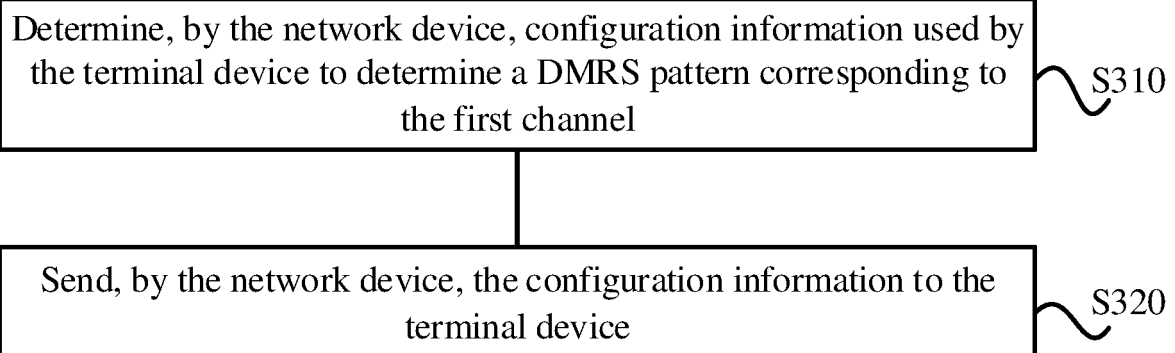 Determine, by the network device, configuration information used by
the terminal device to determine a DMRS pattern corresponding to
the first channel
S310
Send, by the network device, the configuration information to the
terminal device
S320